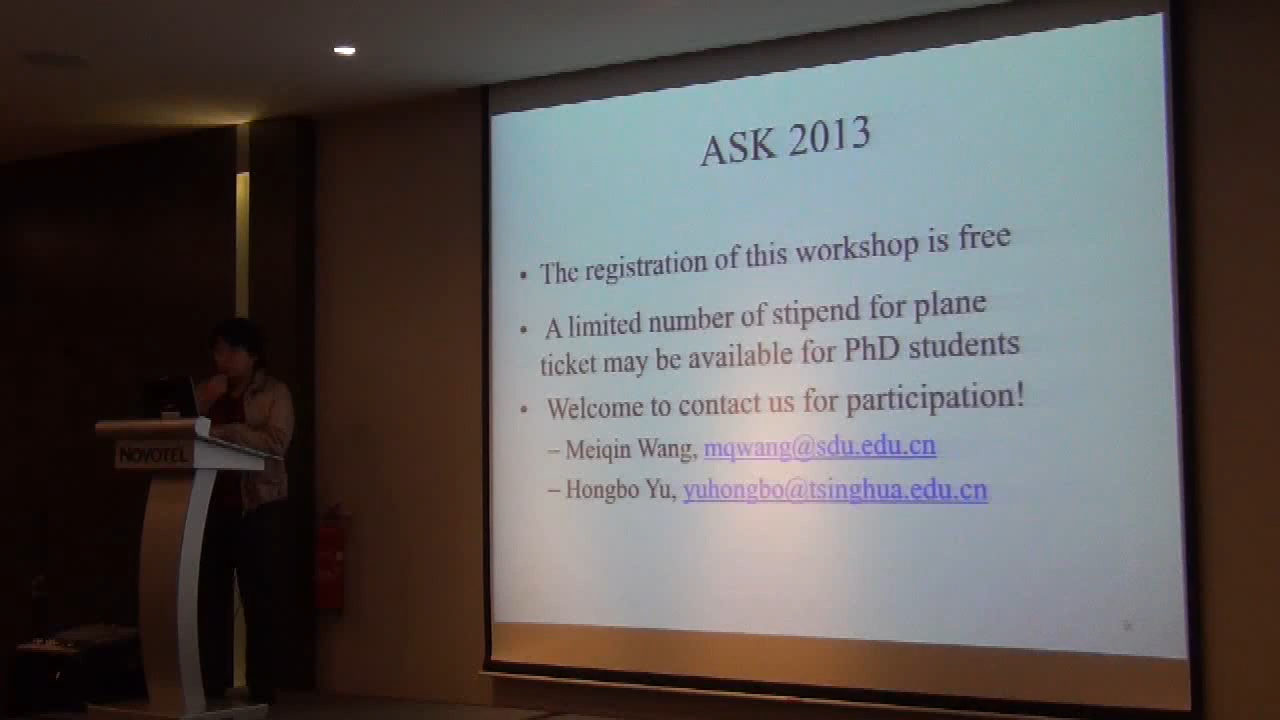 ASK 2013
• The registration of this workshop is free
• A limited number of stipend for plane
ticket may be available for PhD students
• Welcome to contact us for participation!
– Meiqin Wang, mqwang@sdu.edu.cn
– Hongbo Yu, yuhongbo@tsinghua.edu.cn
NOVOTEL